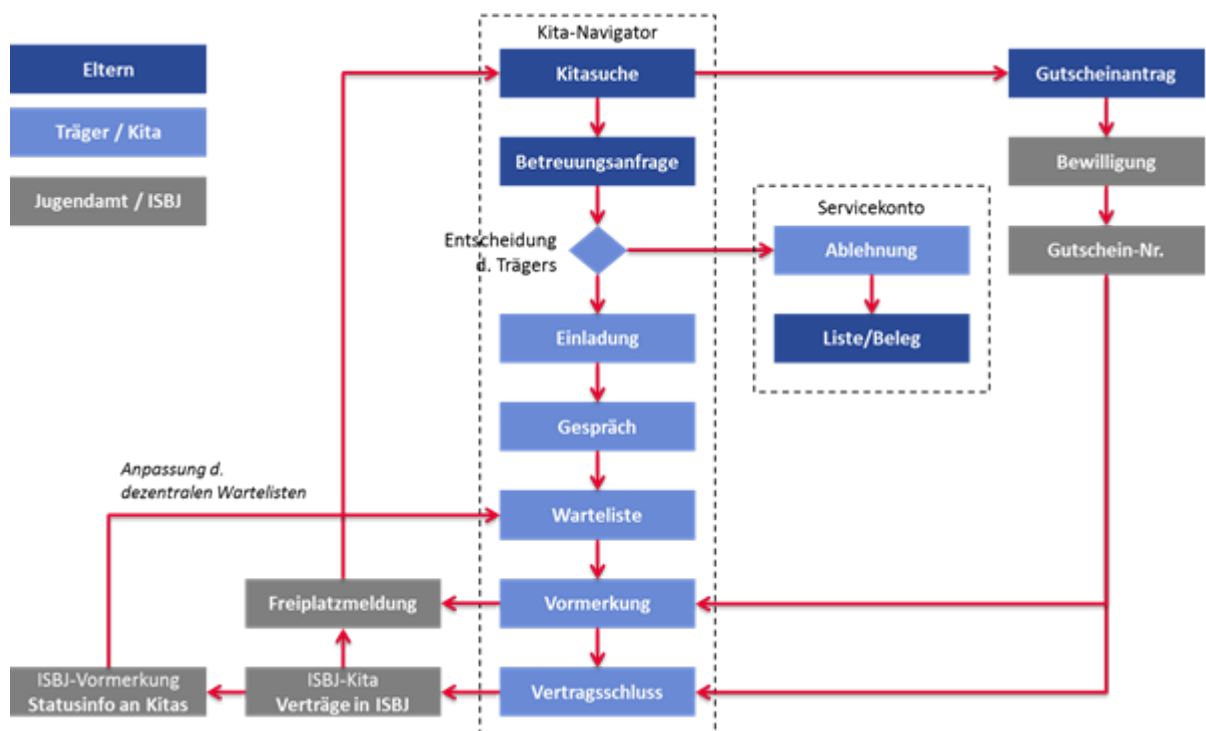 Kita-Navigator
Eltern
Kitasuche
Gutscheinantrag
Träger / Kita
Betreuungsanfrage
Bewilligung
Jugendamt / ISBJ
Servicekonto
Entscheidung
d. Trägers
Ablehnung
Gutschein-Nr.
Einladung
Liste/Beleg
Gespräch
Anpassung d.
dezentralen Wartelisten
Warteliste
Freiplatzmeldung
Vormerkung
ISBJ-Vormerkung
Statusinfo an Kitas
ISBJ-Kita
Verträge in ISBJ
Vertragsschluss